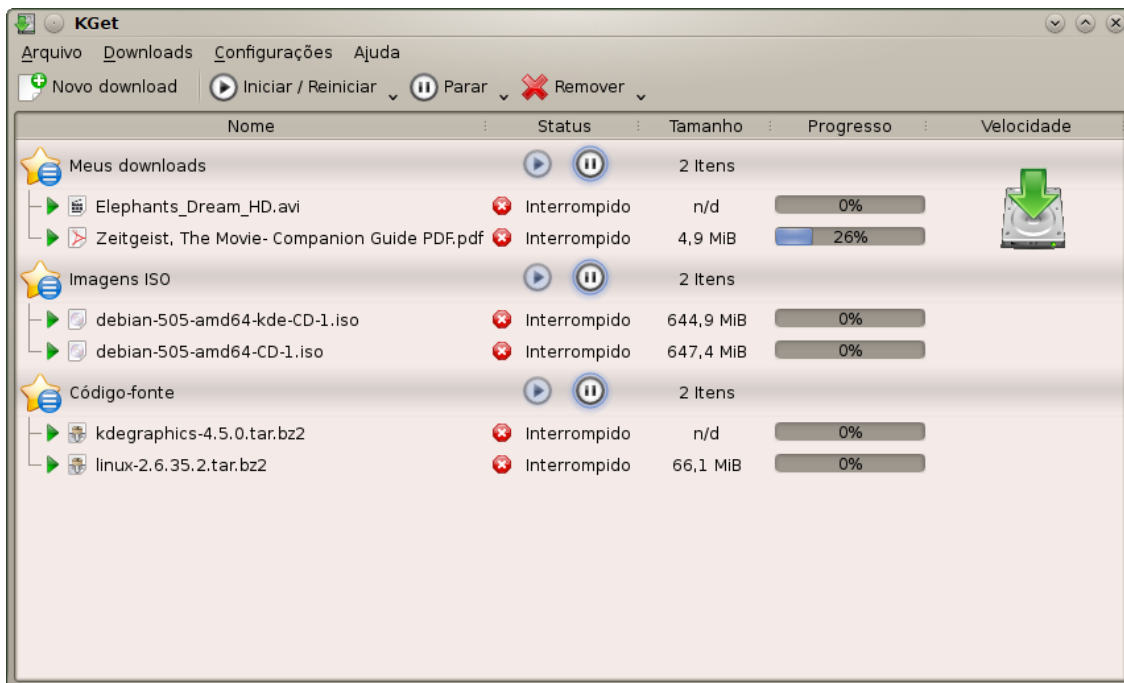 KGet
Arquivo Downloads Configurações Ajuda
Novo download Iniciar / Reiniciar Parar Remover
Nome Status Tamanho Progresso Velocidade
Meus downloads 2 Itens
Elephants_Dream_HD.avi Interrompido n/d 0%
Zeitgeist, The Movie- Companion Guide PDF.pdf Interrompido 4,9 MiB 26%
Imagens ISO 2 Itens
debian-505-amd64-kde-CD-1.iso Interrompido 644,9 MiB 0%
debian-505-amd64-CD-1.iso Interrompido 647,4 MiB 0%
Código-fonte 2 Itens
kdegraphics-4.5.0.tar.bz2 Interrompido n/d 0%
linux-2.6.35.2.tar.bz2 Interrompido 66,1 MiB 0%